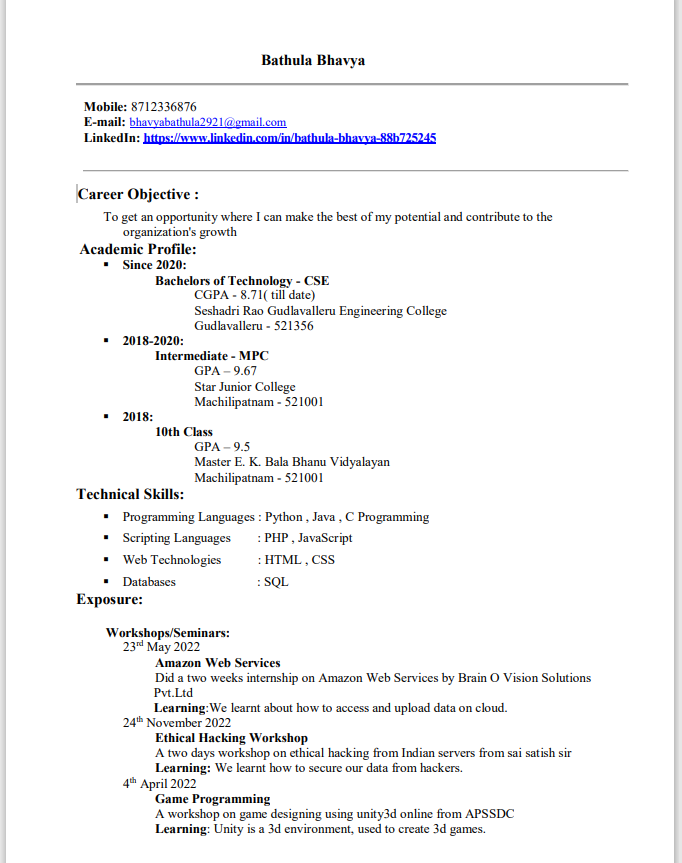 Bathula Bhavya
Mobile: 8712336876
E-mail: bhavyabathula2921@gmail.com
LinkedIn: https://www.linkedin.com/in/bathula-bhavya-88b725245
Career Objective :
To get an opportunity where I can make the best of my potential and contribute to the
organization's growth
Academic Profile:
▪ Since 2020:
Bachelors of Technology - CSE
CGPA - 8.71( till date)
Seshadri Rao Gudlavalleru Engineering College
Gudlavalleru - 521356
▪ 2018-2020:
Intermediate - MPC
GPA – 9.67
Star Junior College
Machilipatnam - 521001
▪ 2018:
10th Class
GPA – 9.5
Master E. K. Bala Bhanu Vidyalayan
Machilipatnam - 521001
Technical Skills:
▪ Programming Languages : Python , Java , C Programming
▪ Scripting Languages : PHP , JavaScript
▪ Web Technologies : HTML , CSS
▪ Databases : SQL
Exposure:
Workshops/Seminars:
23rd May 2022
Amazon Web Services
Did a two weeks internship on Amazon Web Services by Brain O Vision Solutions
Pvt.Ltd
Learning:We learnt about how to access and upload data on cloud.
24th November 2022
Ethical Hacking Workshop
A two days workshop on ethical hacking from Indian servers from sai satish sir
Learning: We learnt how to secure our data from hackers.
4th April 2022
Game Programming
A workshop on game designing using unity3d online from APSSDC
Learning: Unity is a 3d environment, used to create 3d games.